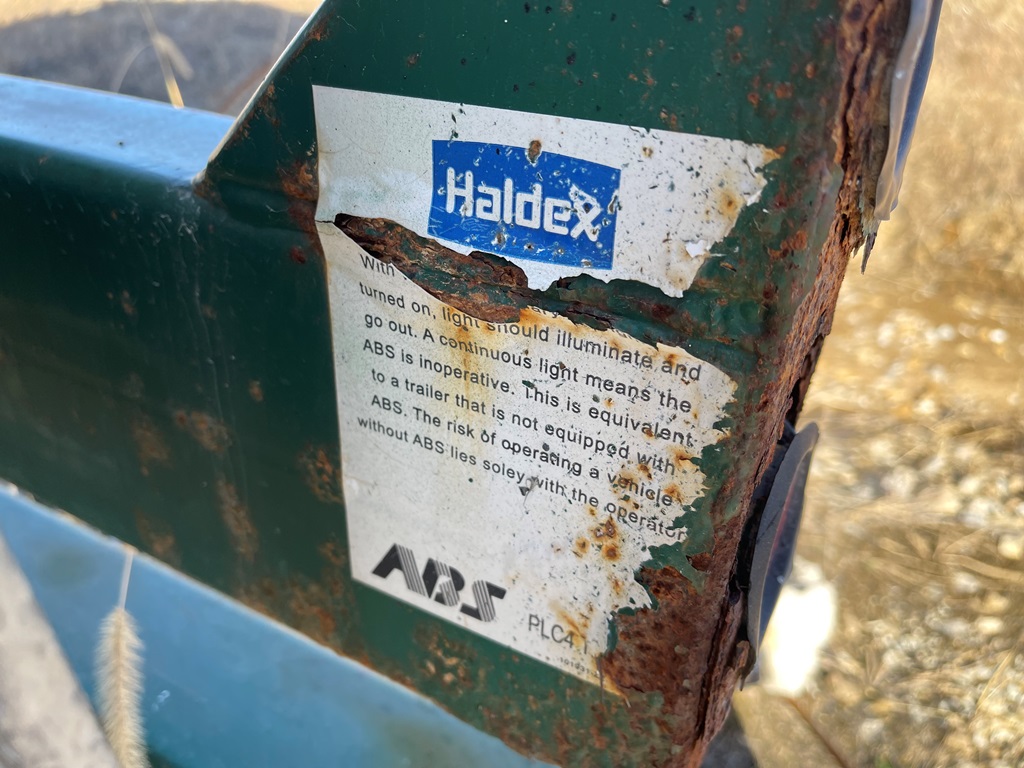 Haldex
With
turned on, light should illuminate and
go out. A continuous light means the
ABS is inoperative. This is equivalent
to a trailer that is not equipped with
ABS. The risk of operating a vehicle
without ABS lies soley with the operator
ABS
PLC4.1